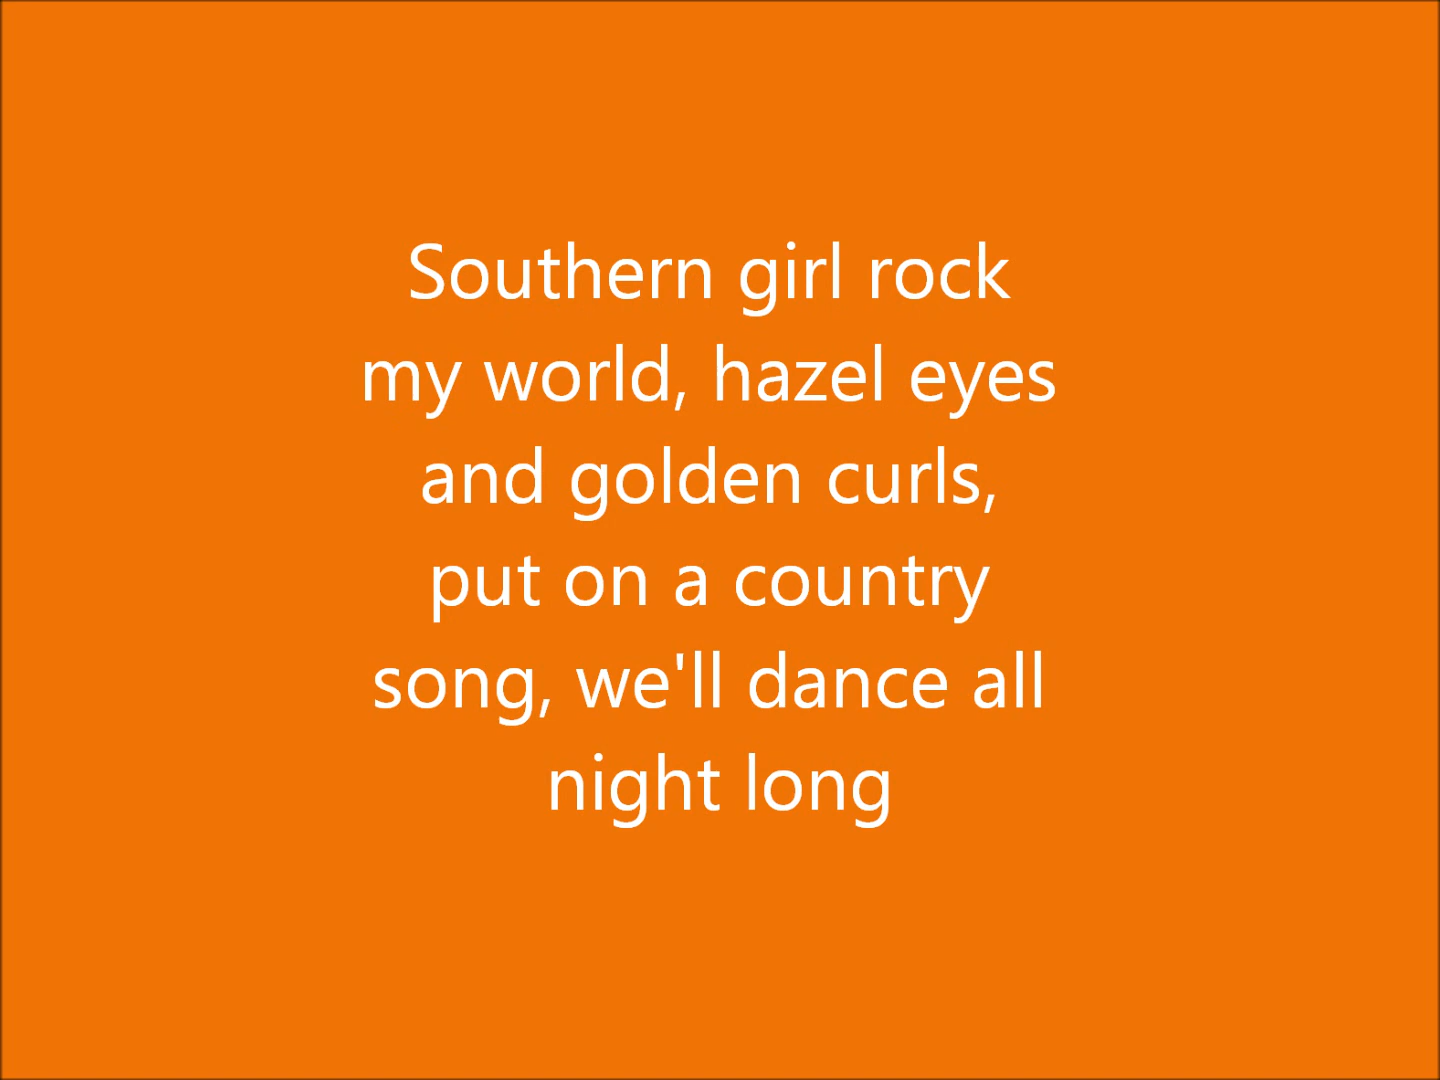 Southern girl rock
my world, hazel eyes
and golden curls,
put on a country
song, we'll dance all
night long